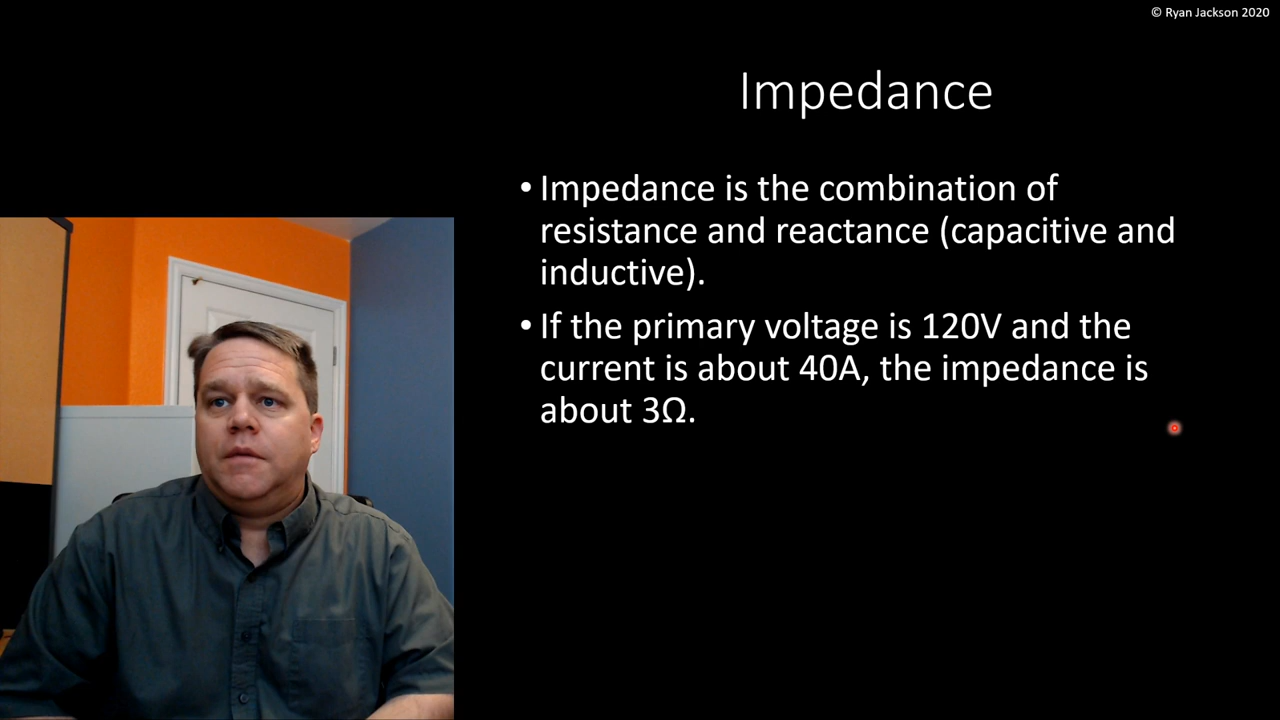 © Ryan Jackson 2020
Impedance
• Impedance is the combination of
resistance and reactance (capacitive and
inductive).
• If the primary voltage is 120V and the
current is about 40A, the impedance is
about 3Ω.